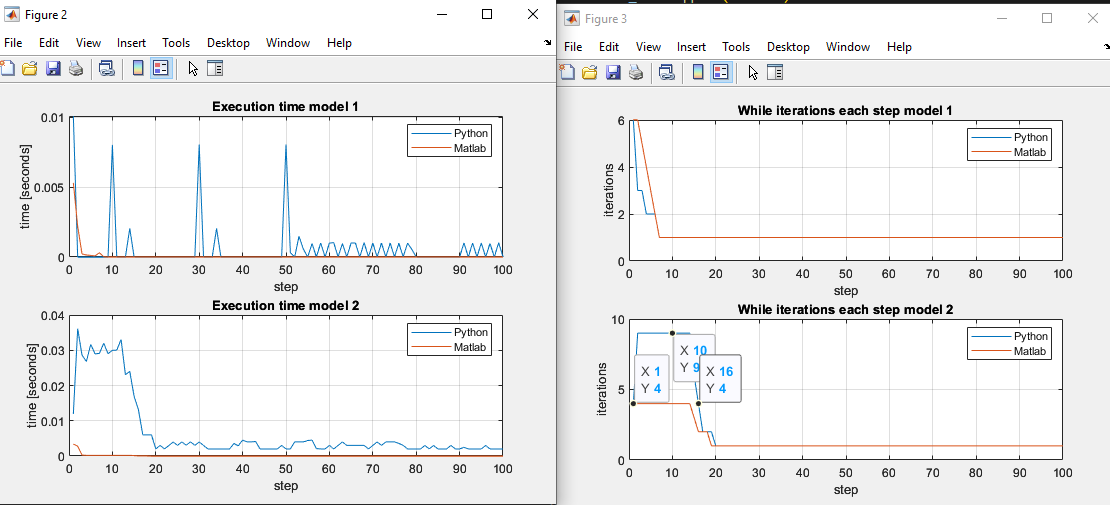 Figure 2
File Edit View Insert Tools Desktop Window Help
Execution time model 1
0.01
0.005
0
time [seconds]
Python
Matlab
0 10 20 30 40 50 60 70 80 90 100
step
Execution time model 2
0.04
0.03
0.02
0.01
0
time [seconds]
Python
Matlab
0 10 20 30 40 50 60 70 80 90 100
step
Figure 3
File Edit View Insert Tools Desktop Window Help
While iterations each step model 1
6
4
2
0
iterations
Python
Matlab
0 10 20 30 40 50 60 70 80 90 100
step
While iterations each step model 2
10
5
0
iterations
Python
Matlab
X 1
Y 4
X 10
Y 9
X 16
Y 4
0 10 20 30 40 50 60 70 80 90 100
step